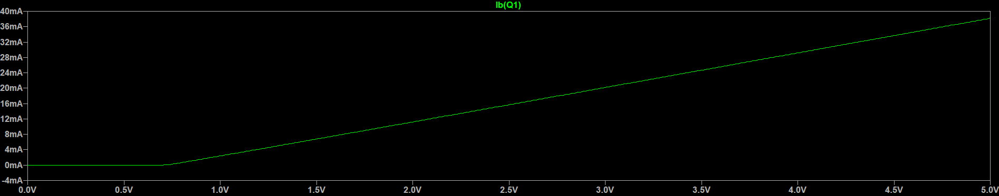 Ib(Q1)
40mA
36mA
32mA
28mA
24mA
20mA
16mA
12mA
8mA
4mA
0mA
-4mA
0.0V 0.5V 1.0V 1.5V 2.0V 2.5V 3.0V 3.5V 4.0V 4.5V 5.0V